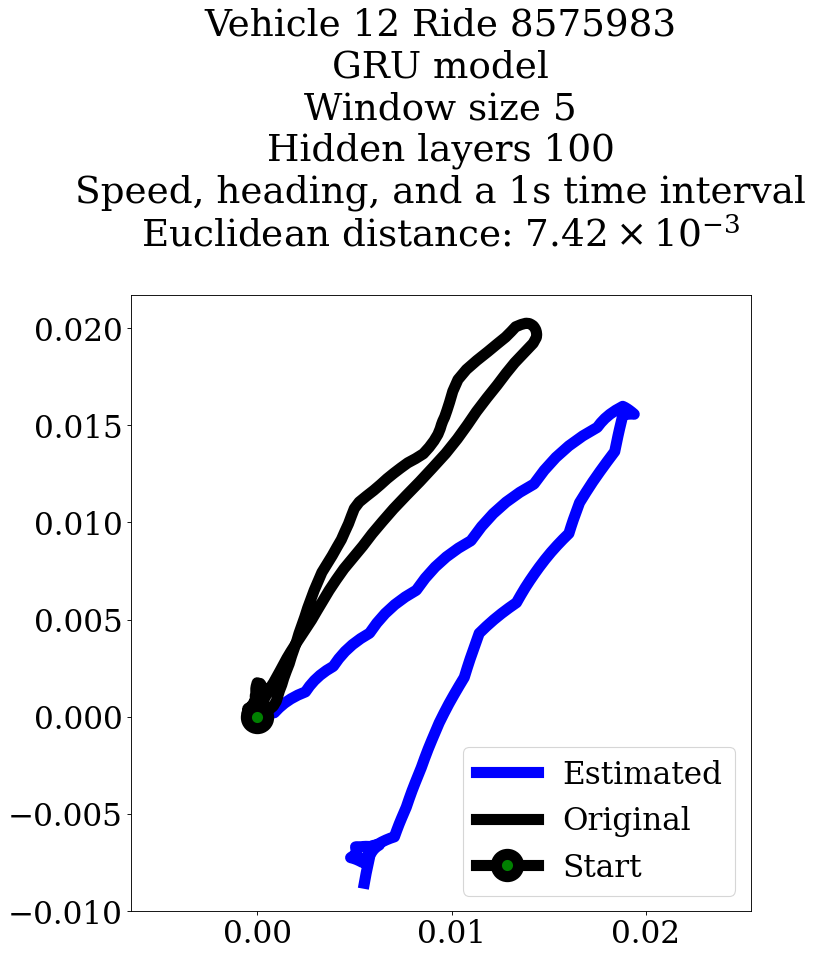 Vehicle 12 Ride 8575983
GRU model
Window size 5
Hidden layers 100
Speed, heading, and a 1s time interval
Euclidean distance: 7.42 × 10⁻³
0.020
0.015
0.010
0.005
0.000
−0.005
−0.010
Estimated
Original
Start
0.00 0.01 0.02